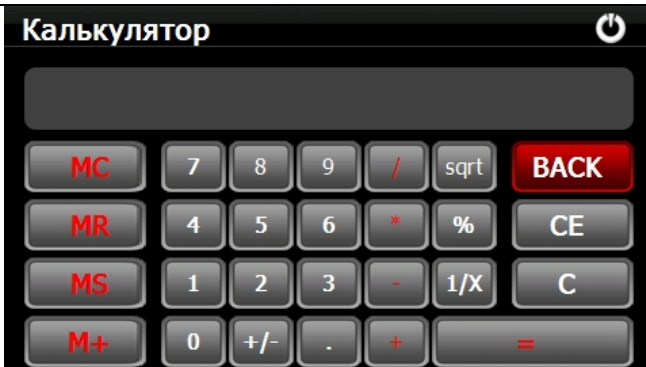 Калькулятор
MC 7 8 9 / sqrt BACK
MR 4 5 6 * % CE
MS 1 2 3 - 1/X C
M+ 0 +/- . + =